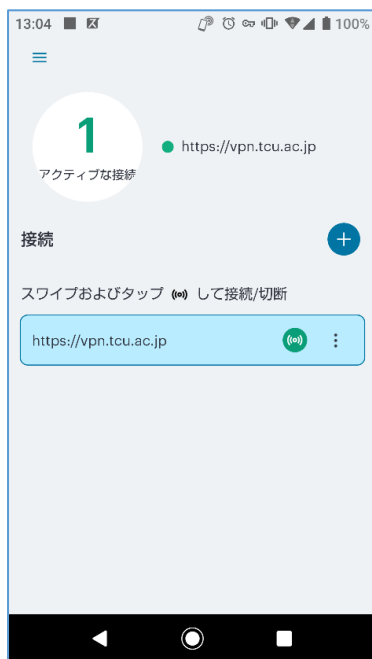 13:04 100%
1
アクティブな接続
https://vpn.tcu.ac.jp
接続
スワイプおよびタップ して接続/切断
https://vpn.tcu.ac.jp